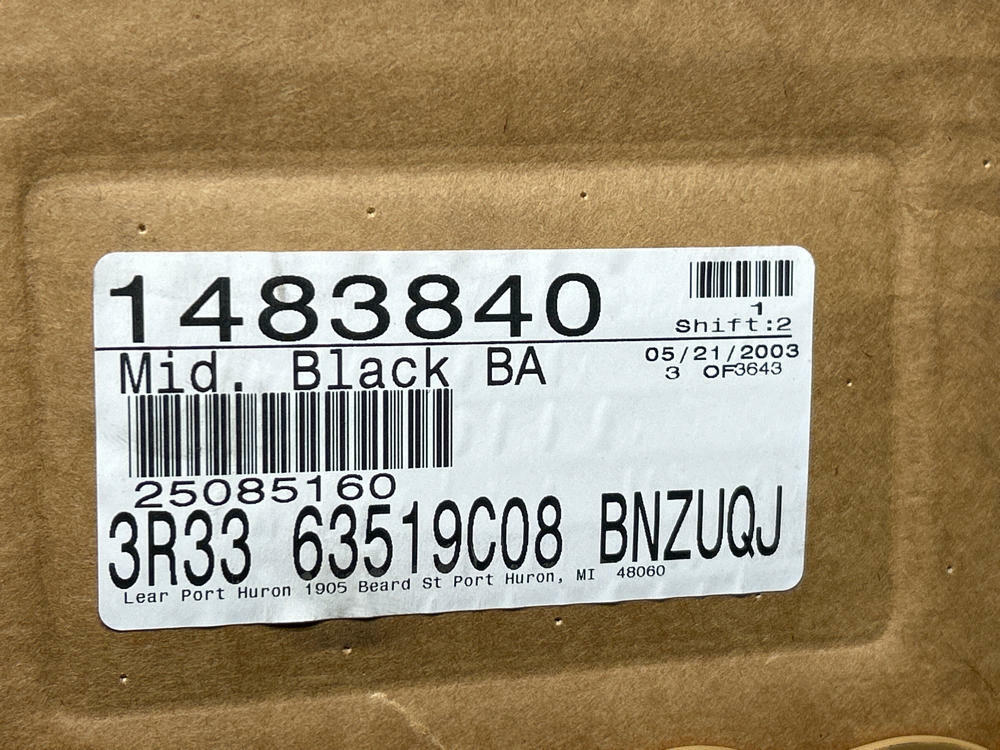 1483840
1
Shift:2
Mid. Black BA
05/21/2003
3 OF3643
25085160
3R33 63519C08 BNZUQJ
Lear Port Huron 1905 Beard St Port Huron, MI 48060